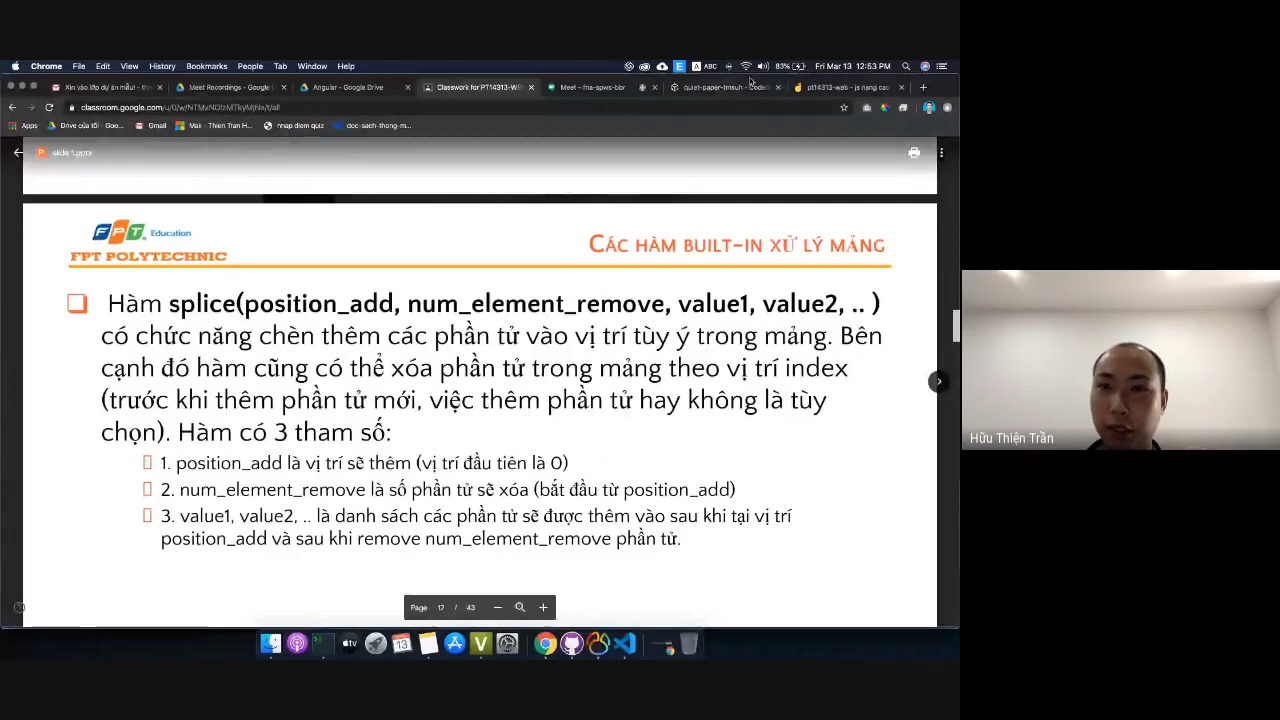 Chrome File Edit View History Bookmarks People Tab Window Help
ABC 83% Fri Mar 13 12:53 PM
Xin vào lớp dự án mẫu! - th
Meet Recordings - Google
Angular - Google Drive
Classwork for PT14313-WE
Meet – fna-spws-bbr
quiet-paper-tmsuh - CodeS
pt14313-web – js nang cao
classroom.google.com/u/0/w/NTMxNDIzMTkyMjNa/t/all
Apps Drive của tôi - Goo... Gmail Mail - Thien Tran H... nhap diem quiz doc-sach-thong-m...
slide 1.pptx
FPT Education
FPT POLYTECHNIC
CÁC HÀM BUILT-IN XỬ LÝ MẢNG
Hàm splice(position_add, num_element_remove, value1, value2, .. )
có chức năng chèn thêm các phần tử vào vị trí tùy ý trong mảng. Bên
cạnh đó hàm cũng có thể xóa phần tử trong mảng theo vị trí index
(trước khi thêm phần tử mới, việc thêm phần tử hay không là tùy
chọn). Hàm có 3 tham số:
1. position_add là vị trí sẽ thêm (vị trí đầu tiên là 0)
2. num_element_remove là số phần tử sẽ xóa (bắt đầu từ position_add)
3. value1, value2, .. là danh sách các phần tử sẽ được thêm vào sau khi tại vị trí
position_add và sau khi remove num_element_remove phần tử.
Page 17 / 43
Hữu Thiện Trần